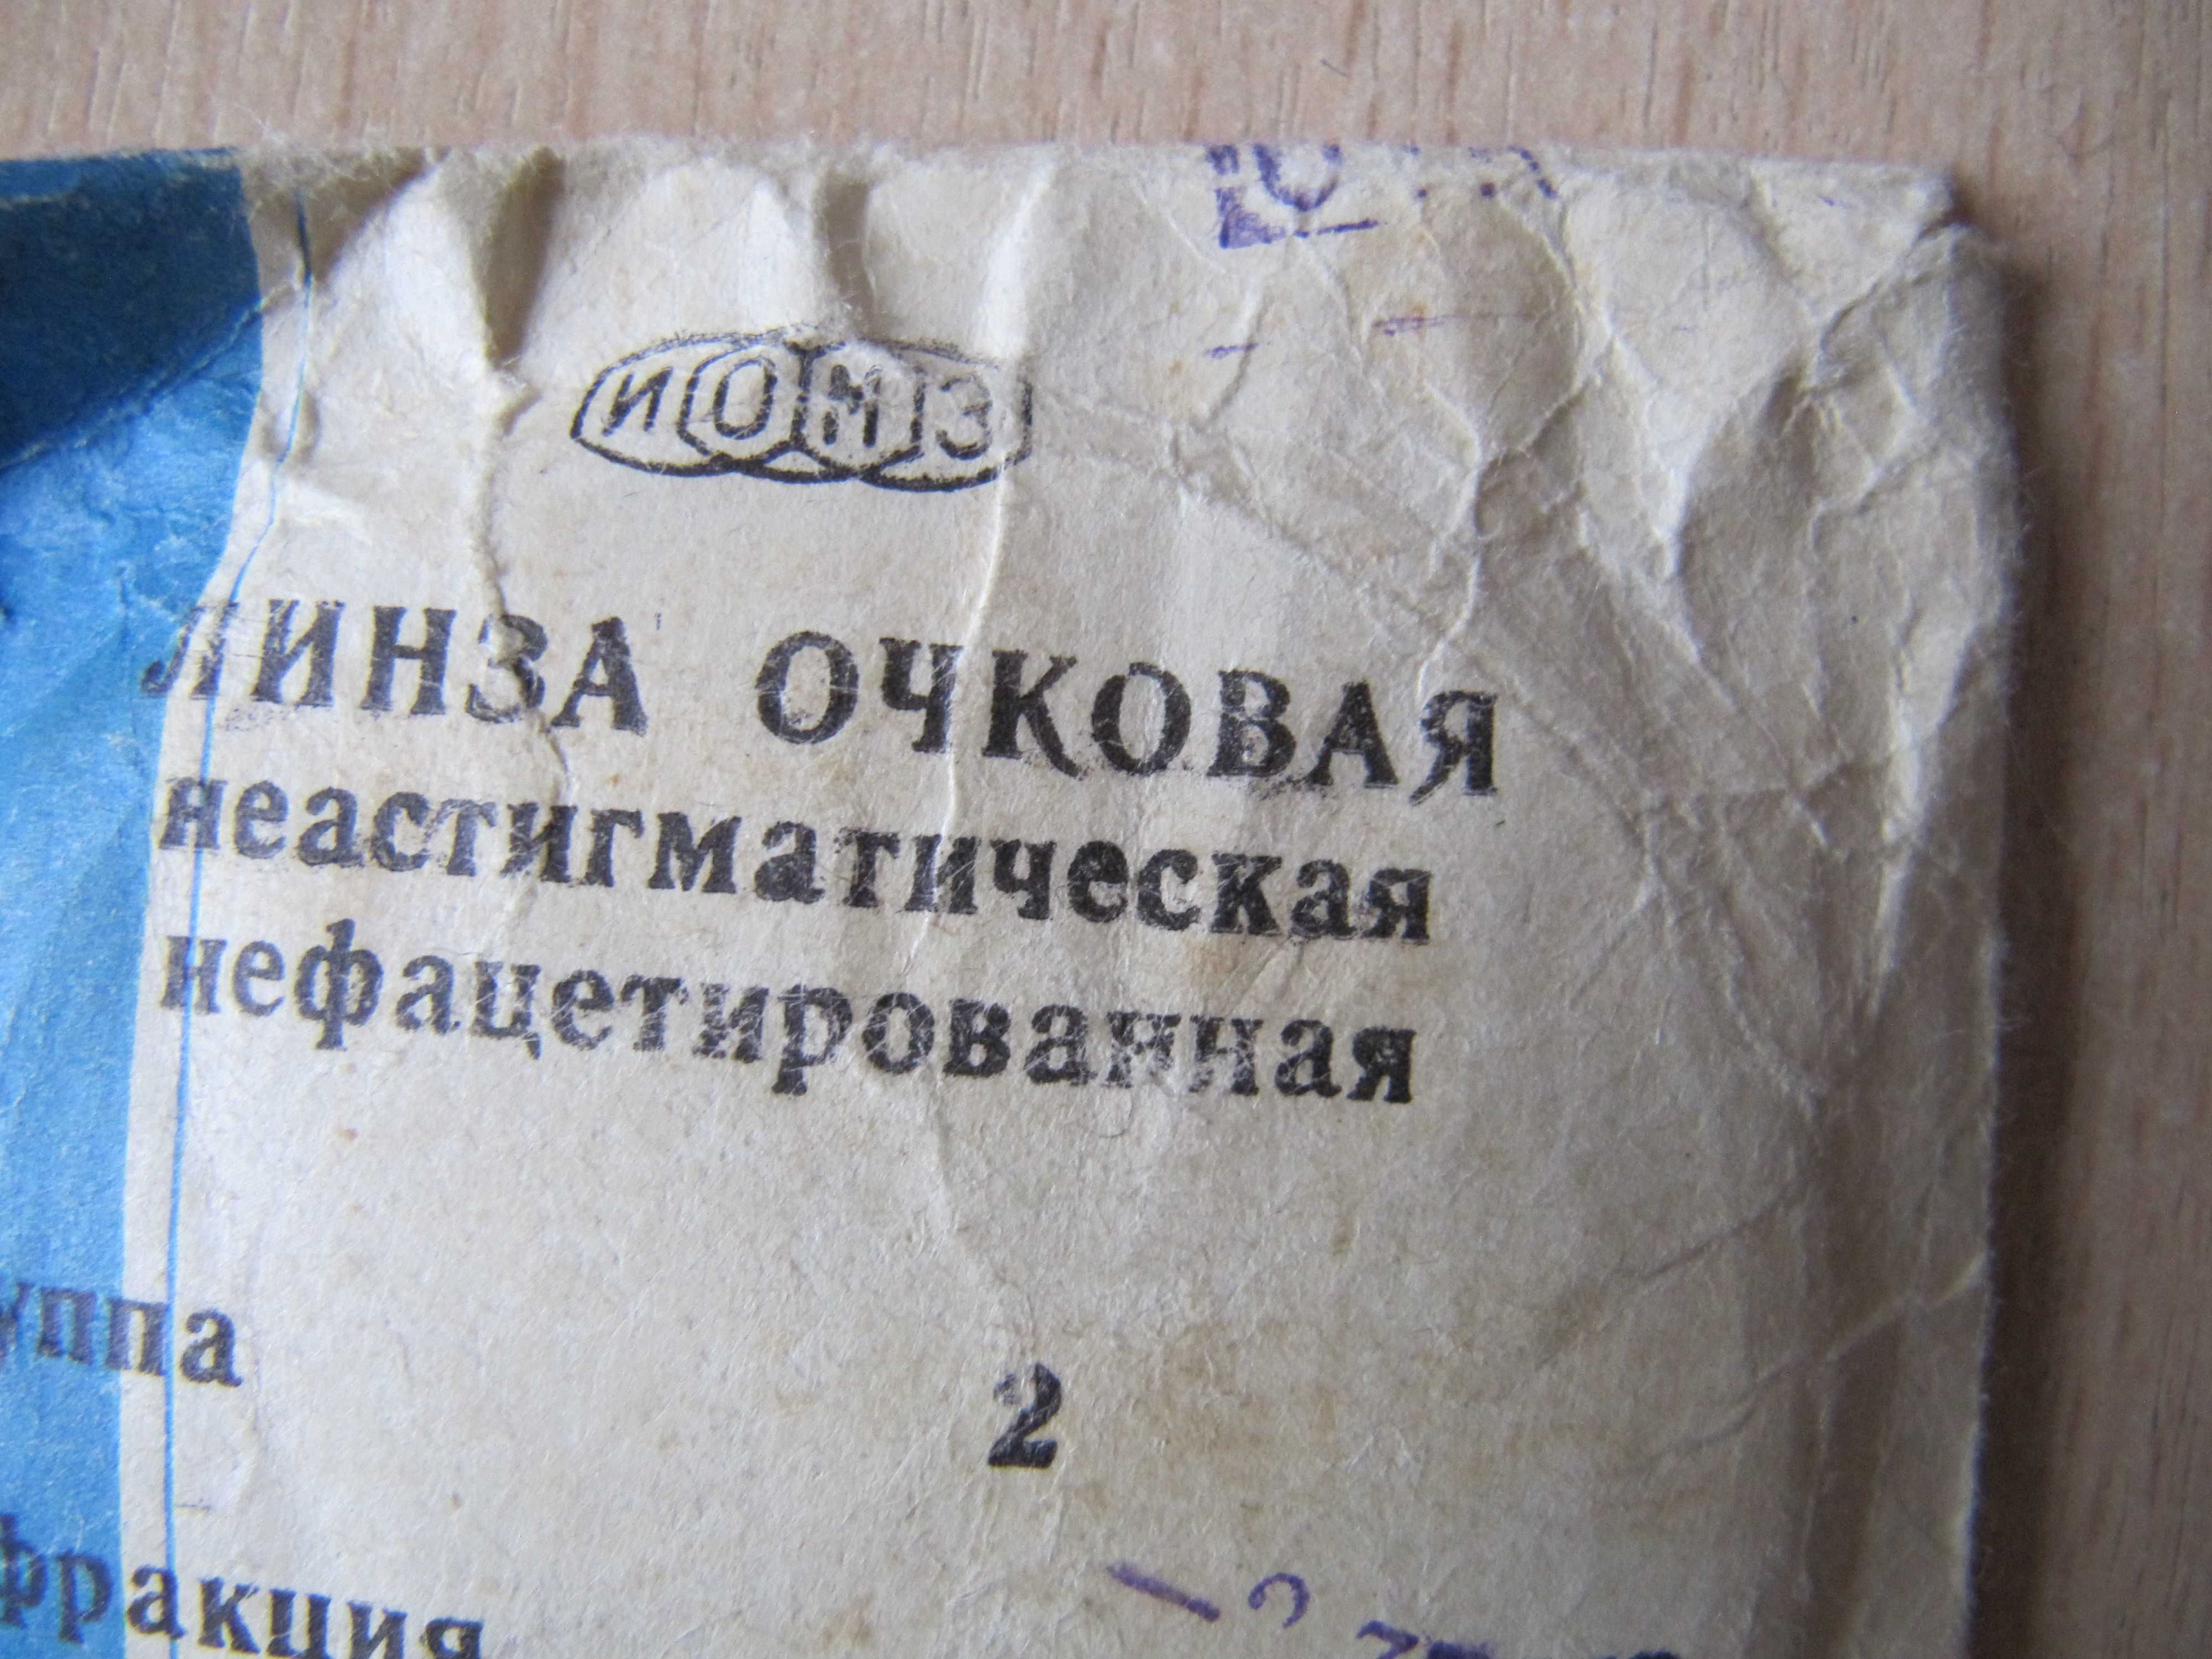 ИОМЗ
ЛИНЗА ОЧКОВАЯ
неастигматическая
нефацетированная
уппа 2
фракция